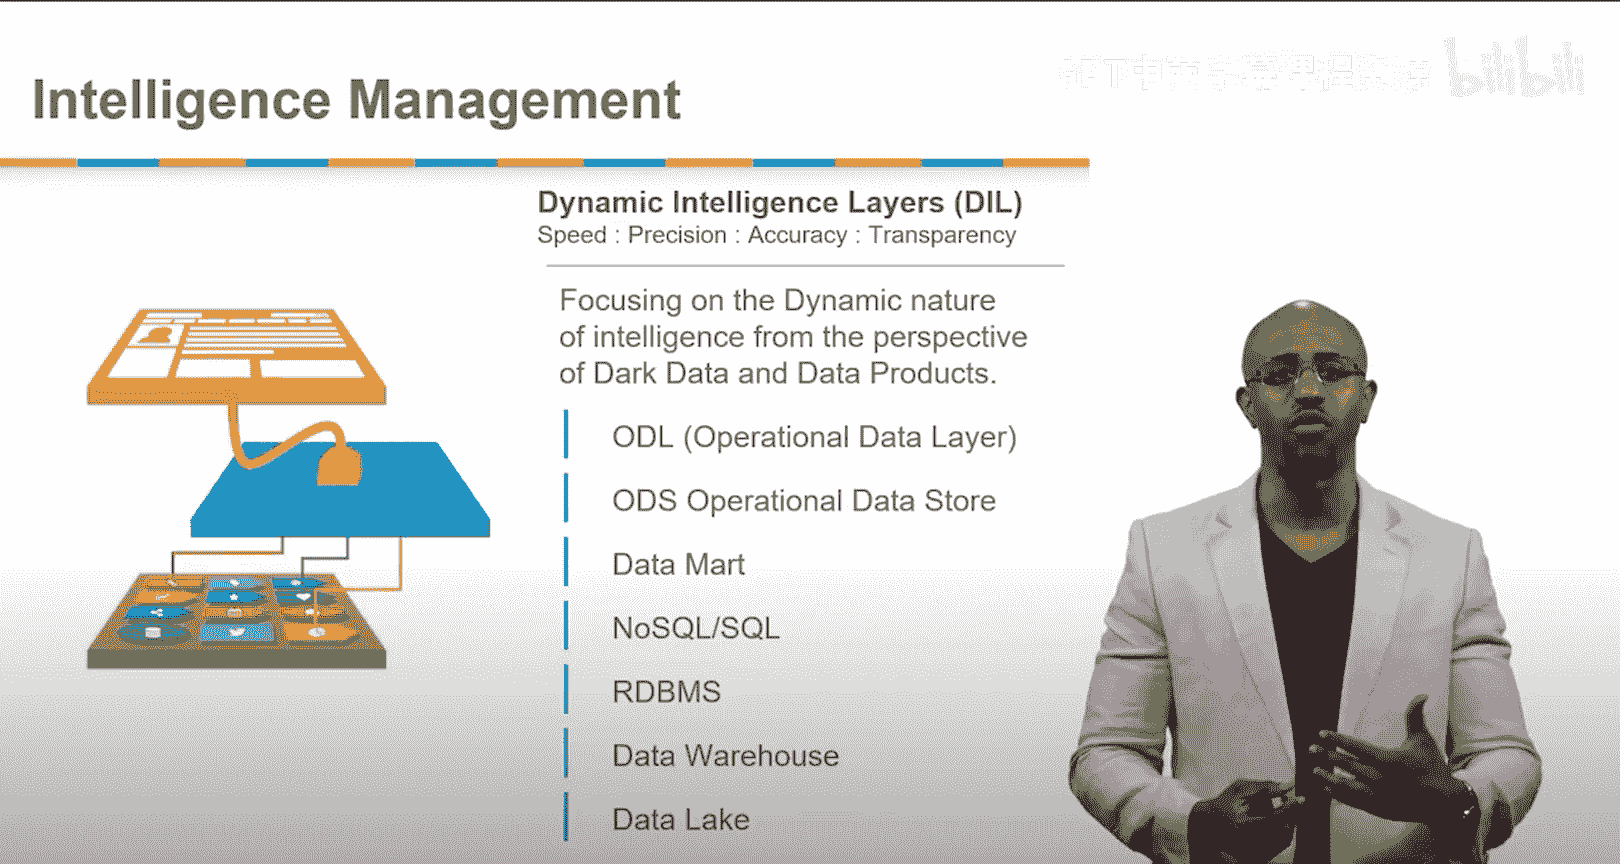 Intelligence Management
bilibili
Dynamic Intelligence Layers (DIL)
Speed : Precision : Accuracy : Transparency
Focusing on the Dynamic nature
of intelligence from the perspective
of Dark Data and Data Products.
ODL (Operational Data Layer)
ODS Operational Data Store
Data Mart
NoSQL/SQL
RDBMS
Data Warehouse
Data Lake